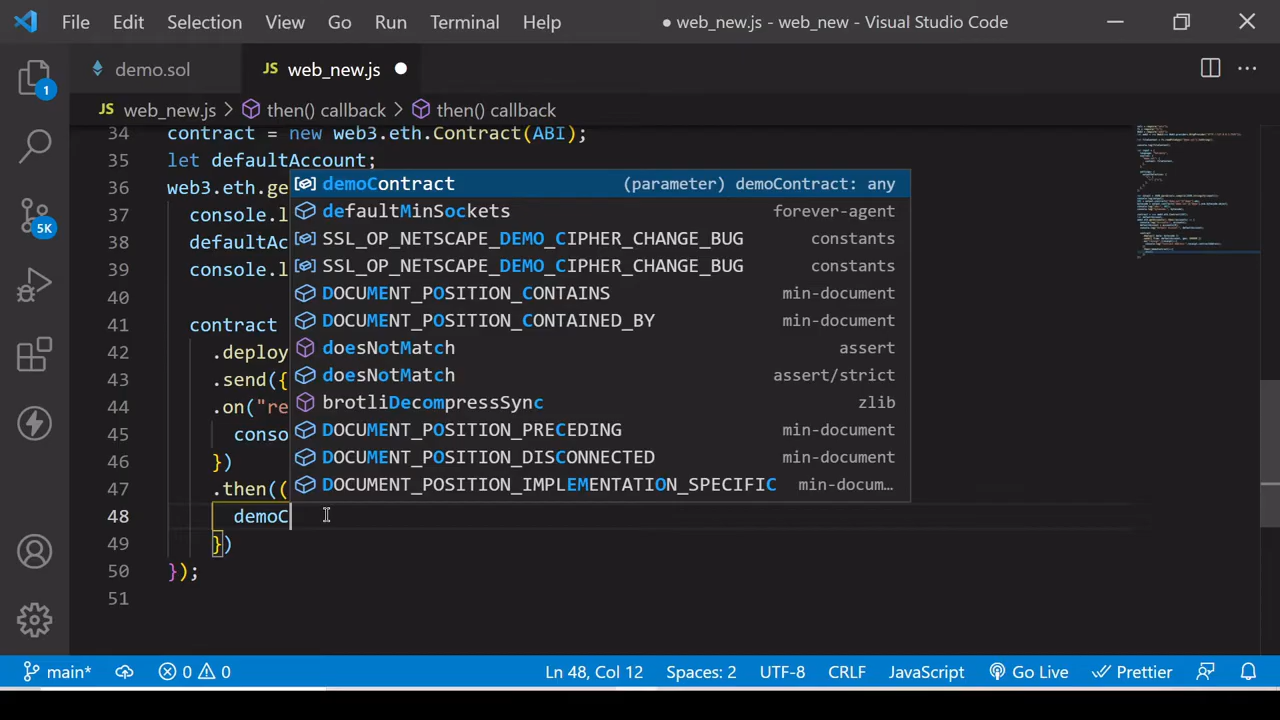 File Edit Selection View Go Run Terminal Help ● web_new.js - web_new - Visual Studio Code
demo.sol JS web_new.js ●
JS web_new.js > then() callback > then() callback
34 contract = new web3.eth.Contract(ABI);
35 let defaultAccount;
36 web3.eth.ge
demoContract (parameter) demoContract: any
37 console.l
defaultMinSockets forever-agent
38 defaultAc
SSL_OP_NETSCAPE_DEMO_CIPHER_CHANGE_BUG constants
39 console.l
SSL_OP_NETSCAPE_DEMO_CIPHER_CHANGE_BUG constants
40
DOCUMENT_POSITION_CONTAINS min-document
41 contract
DOCUMENT_POSITION_CONTAINED_BY min-document
42 .deploy
doesNotMatch assert
43 .send({
doesNotMatch assert/strict
44 .on("re
brotliDecompressSync zlib
45 conso
DOCUMENT_POSITION_PRECEDING min-document
46 })
DOCUMENT_POSITION_DISCONNECTED min-document
47 .then((
DOCUMENT_POSITION_IMPLEMENTATION_SPECIFIC min-docum…
48 demoC
49 })
50 });
51
1
5K
main* 0 0 Ln 48, Col 12 Spaces: 2 UTF-8 CRLF JavaScript Go Live Prettier